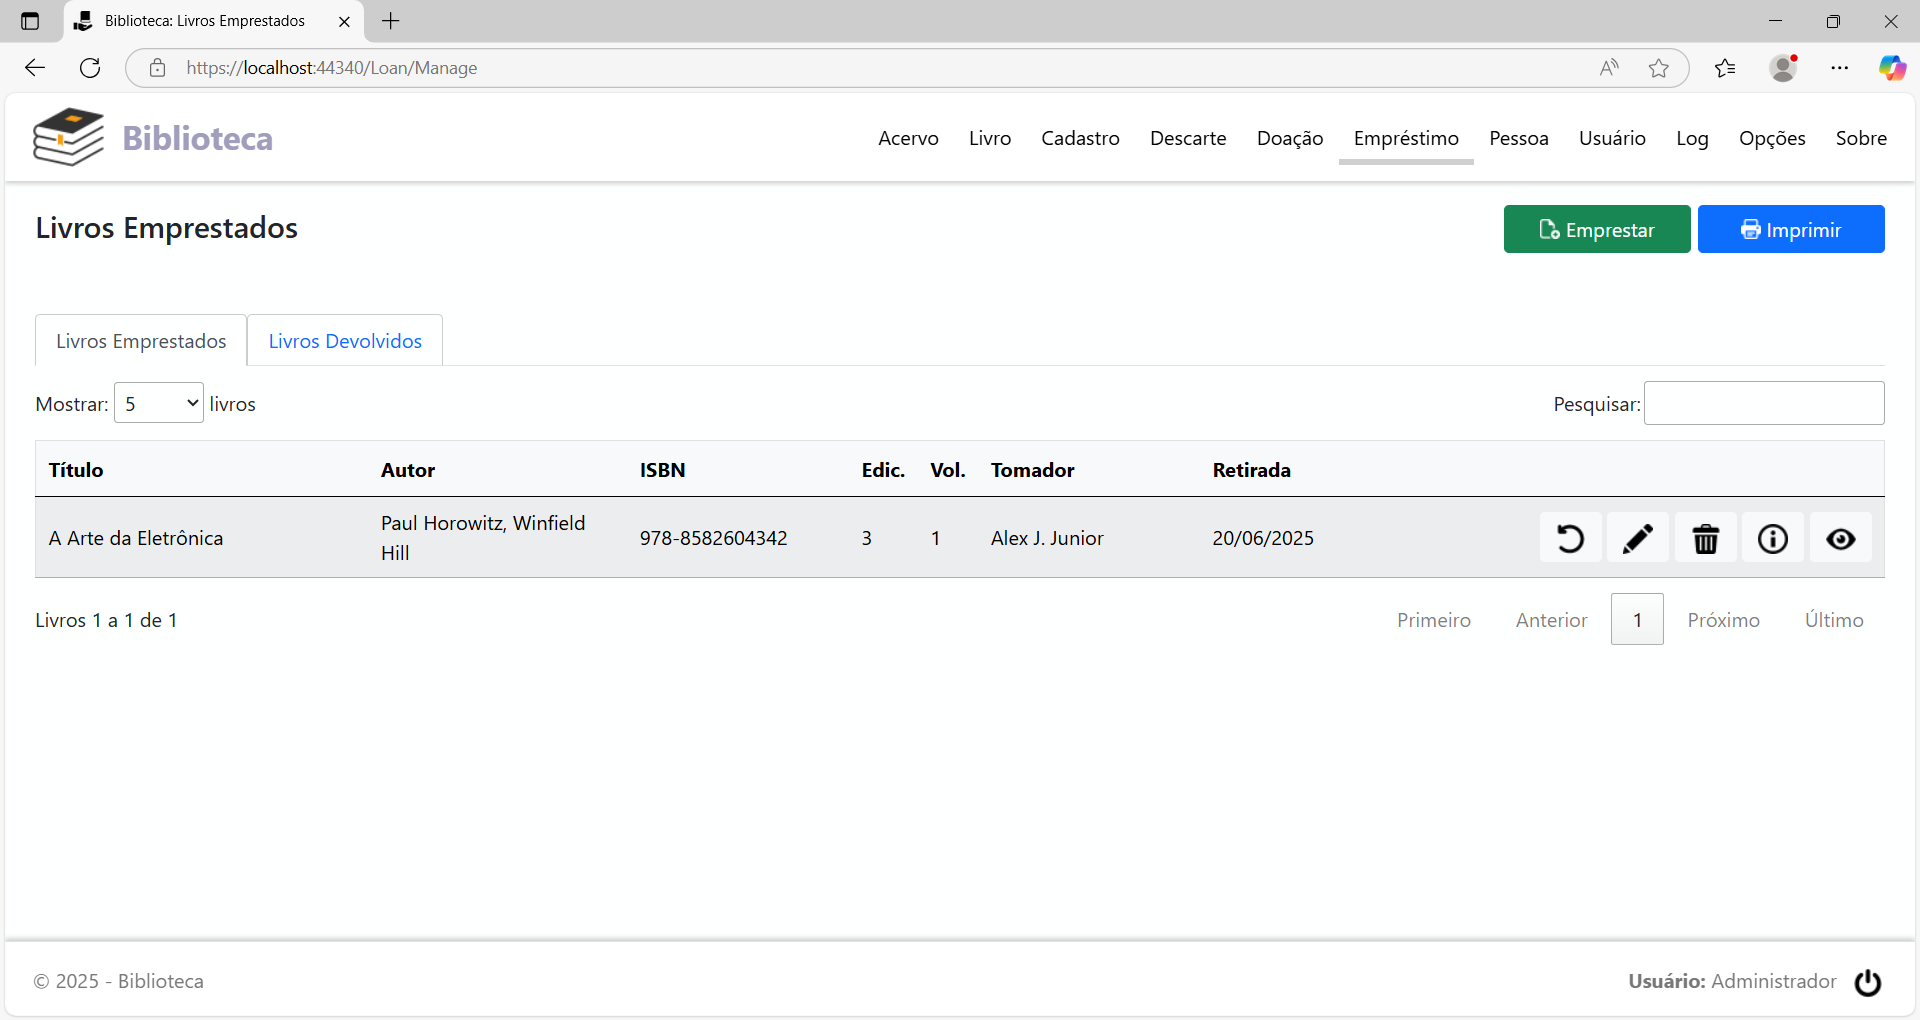 Biblioteca: Livros Emprestados
https://localhost:44340/Loan/Manage
Biblioteca
Acervo Livro Cadastro Descarte Doação Empréstimo Pessoa Usuário Log Opções Sobre
Livros Emprestados
Emprestar Imprimir
Livros Emprestados Livros Devolvidos
Mostrar: 5 livros Pesquisar:
Título Autor ISBN Edic. Vol. Tomador Retirada
A Arte da Eletrônica Paul Horowitz, Winfield Hill 978-8582604342 3 1 Alex J. Junior 20/06/2025
Livros 1 a 1 de 1 Primeiro Anterior 1 Próximo Último
© 2025 - Biblioteca Usuário: Administrador